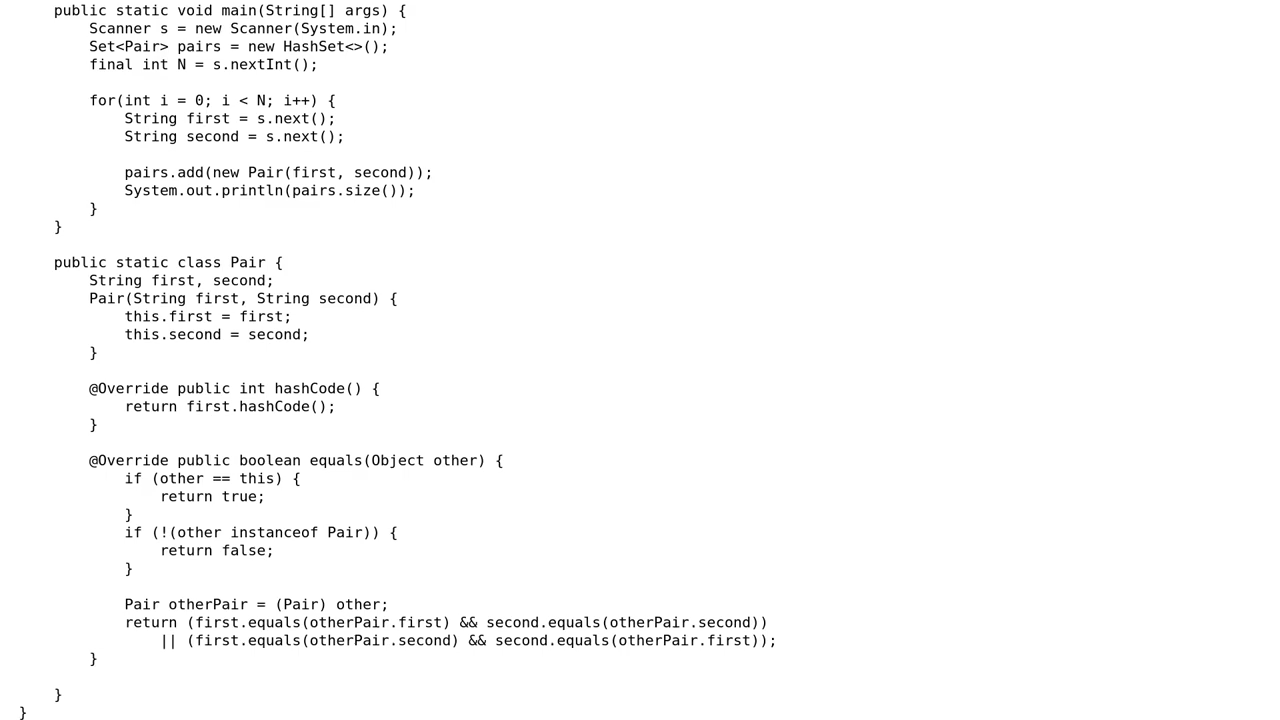 public static void main(String[] args) {
Scanner s = new Scanner(System.in);
Set<Pair> pairs = new HashSet<>();
final int N = s.nextInt();
for(int i = 0; i < N; i++) {
String first = s.next();
String second = s.next();
pairs.add(new Pair(first, second));
System.out.println(pairs.size());
}
}
public static class Pair {
String first, second;
Pair(String first, String second) {
this.first = first;
this.second = second;
}
@Override public int hashCode() {
return first.hashCode();
}
@Override public boolean equals(Object other) {
if (other == this) {
return true;
}
if (!(other instanceof Pair)) {
return false;
}
Pair otherPair = (Pair) other;
return (first.equals(otherPair.first) && second.equals(otherPair.second))
|| (first.equals(otherPair.second) && second.equals(otherPair.first));
}
}
}